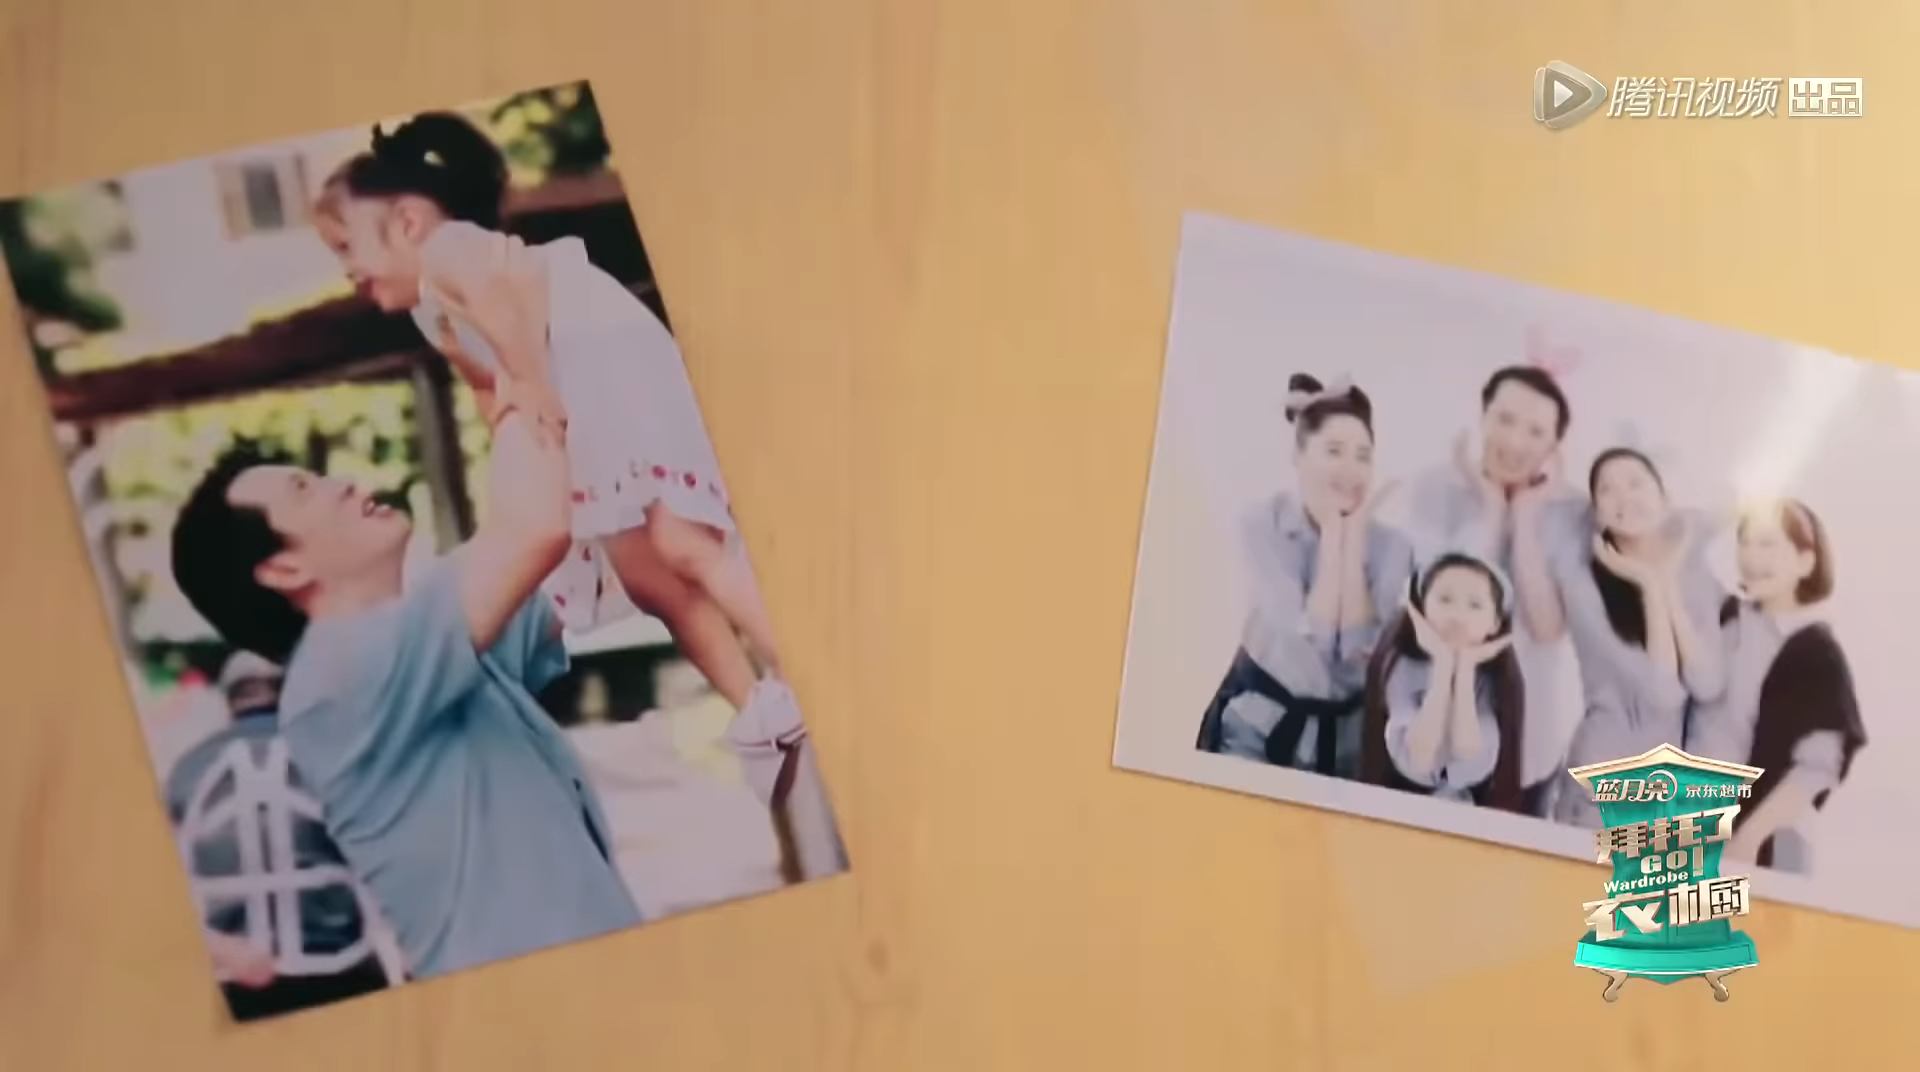 腾讯视频 出品
蓝月亮 京东超市
拜托了
GO!
Wardrobe
衣橱